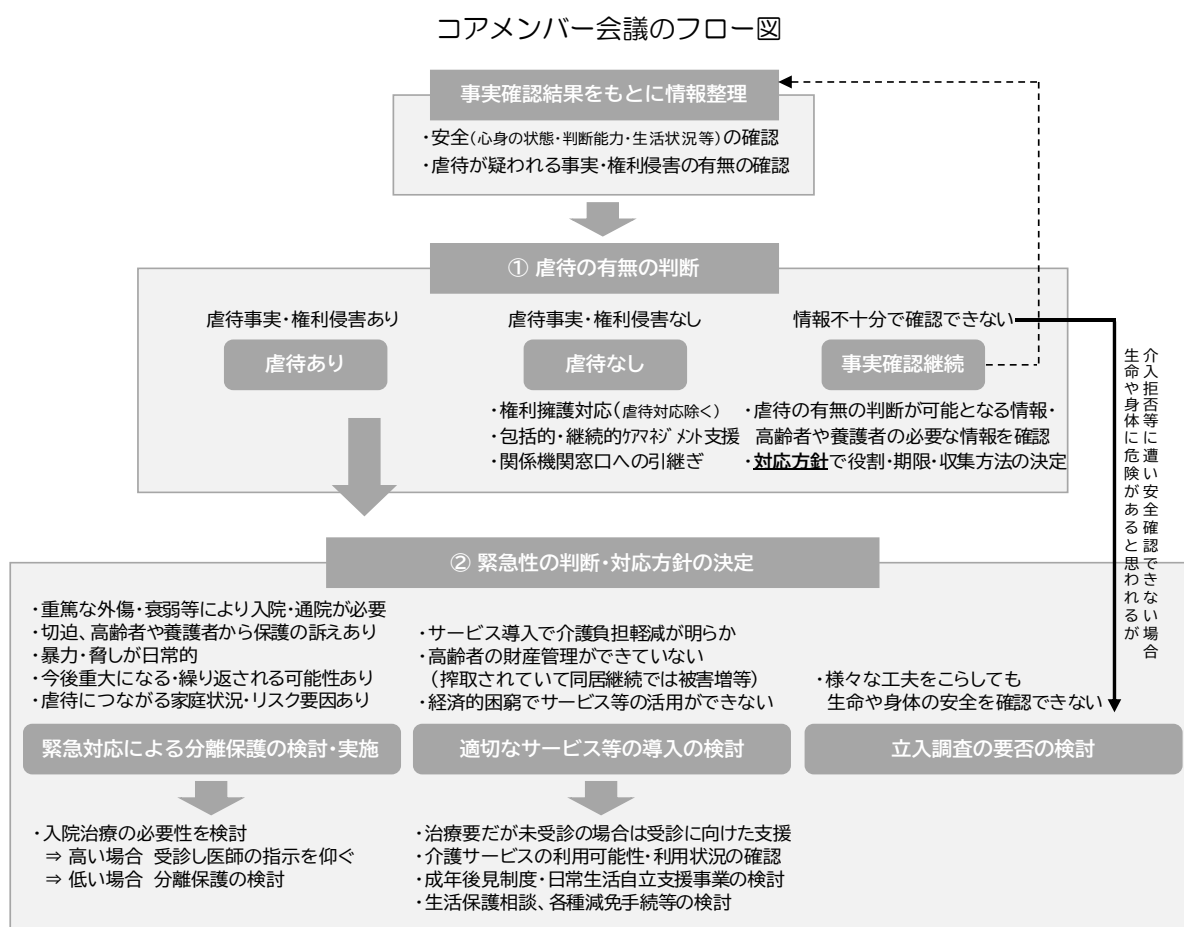 コアメンバー会議のフロー図
事実確認結果をもとに情報整理
・安全(心身の状態・判断能力・生活状況等)の確認
・虐待が疑われる事実・権利侵害の有無の確認
① 虐待の有無の判断
虐待事実・権利侵害あり
虐待あり
虐待事実・権利侵害なし
虐待なし
・権利擁護対応(虐待対応除く)
・包括的・継続的ケアマネジメント支援
・関係機関窓口への引継ぎ
情報不十分で確認できない
事実確認継続
・虐待の有無の判断が可能となる情報・
高齢者や養護者の必要な情報を確認
・対応方針で役割・期限・収集方法の決定
介入拒否等に遭い安全確認できない場合
生命や身体に危険があると思われるが
② 緊急性の判断・対応方針の決定
・重篤な外傷・衰弱等により入院・通院が必要
・切迫、高齢者や養護者から保護の訴えあり
・暴力・脅しが日常的
・今後重大になる・繰り返される可能性あり
・虐待につながる家庭状況・リスク要因あり
緊急対応による分離保護の検討・実施
・入院治療の必要性を検討
⇒ 高い場合 受診し医師の指示を仰ぐ
⇒ 低い場合 分離保護の検討
・サービス導入で介護負担軽減が明らか
・高齢者の財産管理ができていない
(搾取されていて同居継続では被害増等)
・経済的困窮でサービス等の活用ができない
適切なサービス等の導入の検討
・治療要だが未受診の場合は受診に向けた支援
・介護サービスの利用可能性・利用状況の確認
・成年後見制度・日常生活自立支援事業の検討
・生活保護相談、各種減免手続等の検討
・様々な工夫をこらしても
生命や身体の安全を確認できない
立入調査の要否の検討